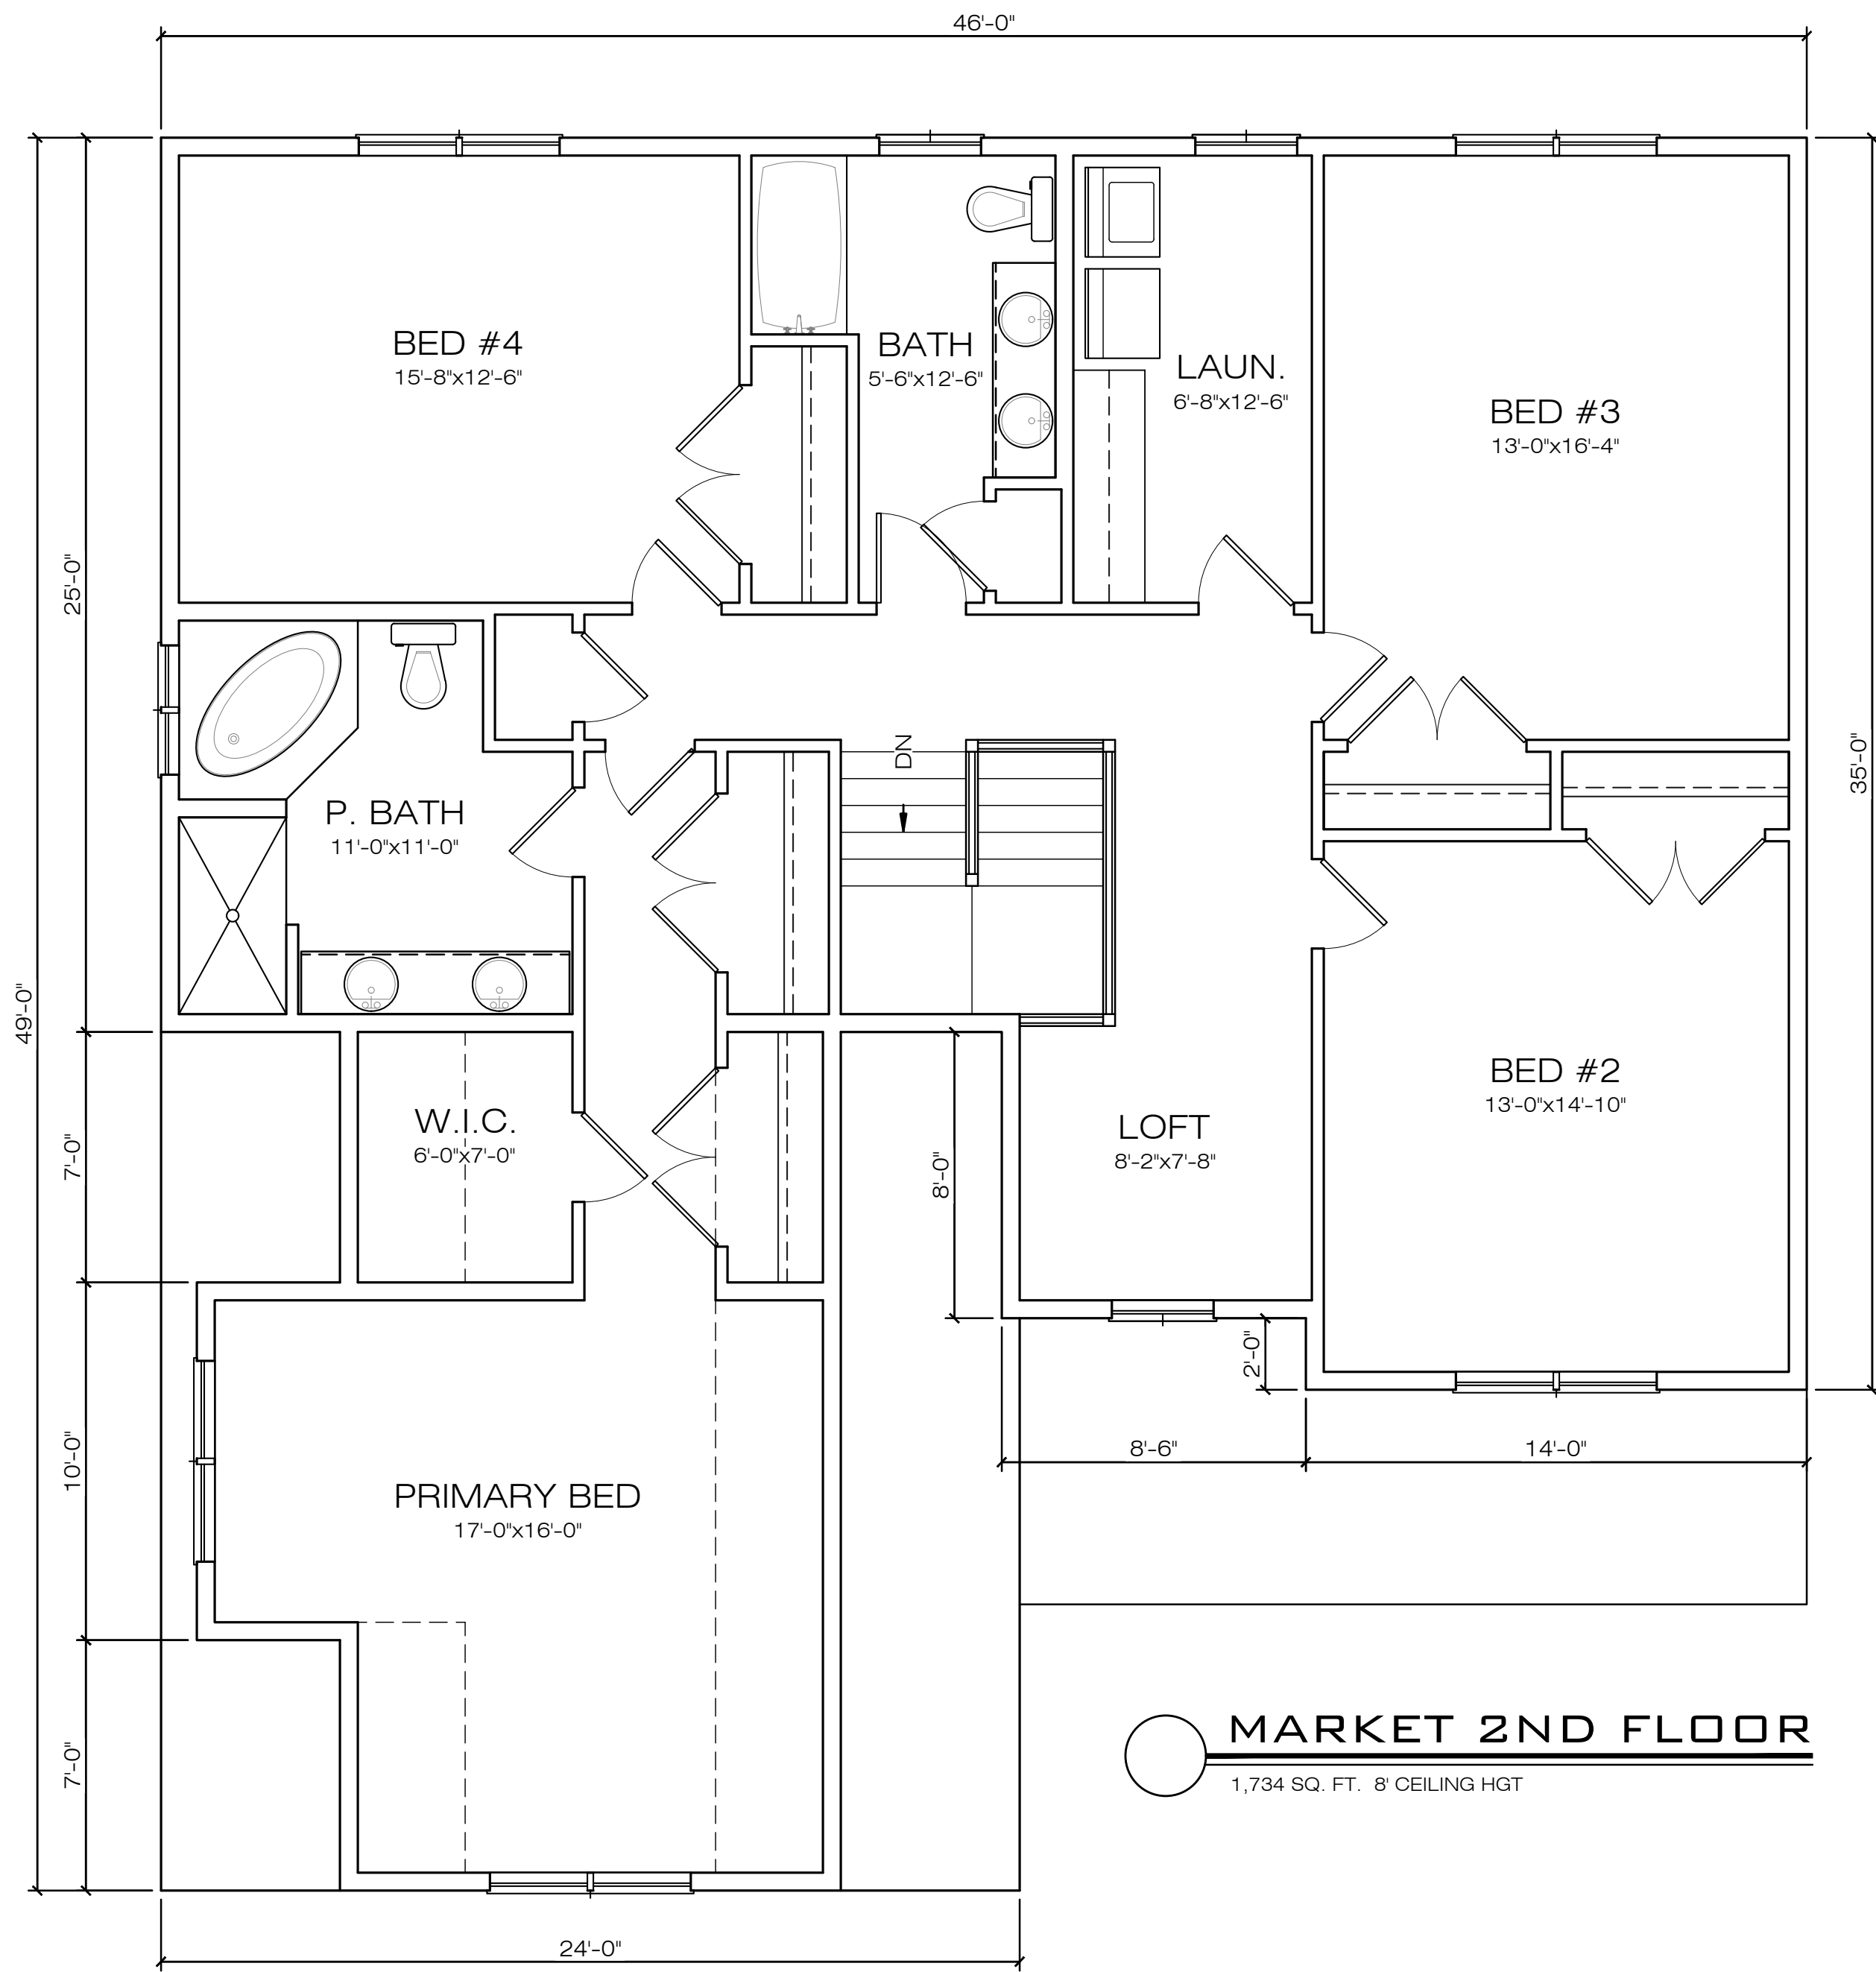 46'-0"
BED #4
15'-8"x12'-6"
BATH
5'-6"x12'-6"
LAUN.
6'-8"x12'-6"
BED #3
13'-0"x16'-4"
25'-0"
35'-0"
DN
P. BATH
11'-0"x11'-0"
49'-0"
W.I.C.
6'-0"x7'-0"
7'-0"
8'-0"
LOFT
8'-2"x7'-8"
BED #2
13'-0"x14'-10"
2'-0"
8'-6"
14'-0"
10'-0"
PRIMARY BED
17'-0"x16'-0"
7'-0"
MARKET 2ND FLOOR
1,734 SQ. FT. 8' CEILING HGT
24'-0"